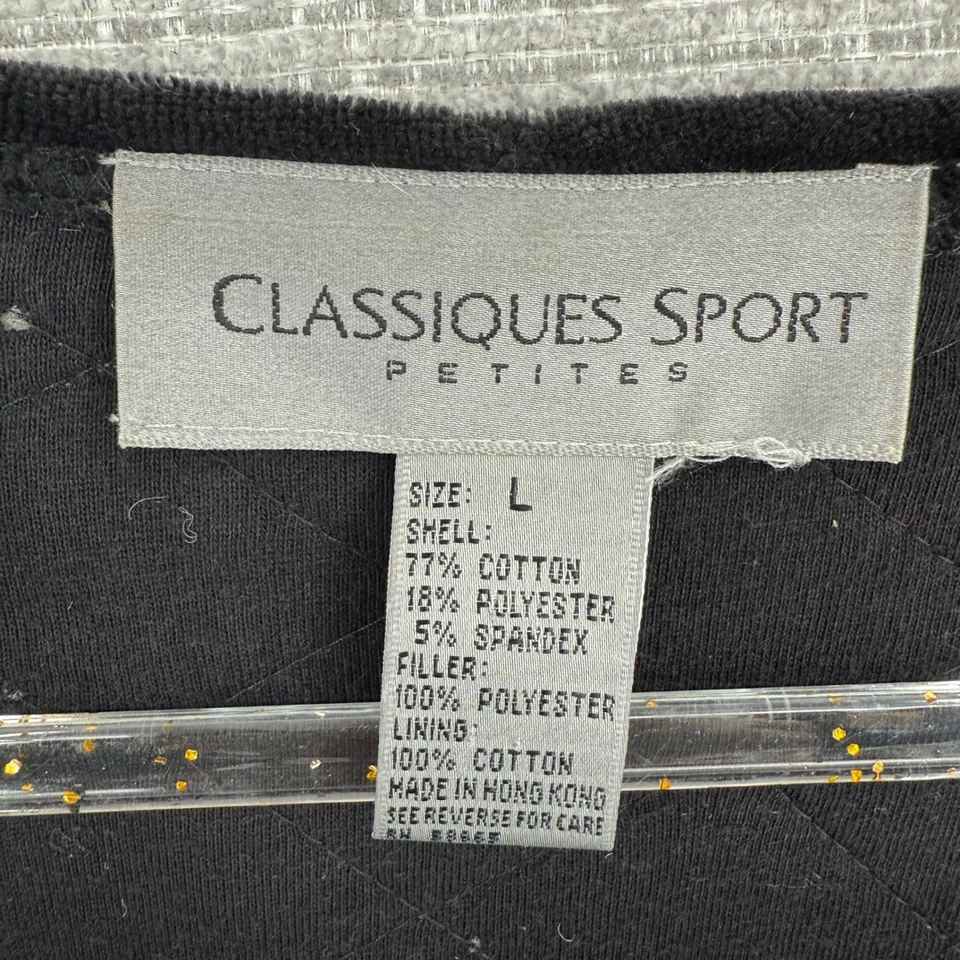 CLASSIQUES SPORT
PETITES
SIZE: L
SHELL:
77% COTTON
18% POLYESTER
5% SPANDEX
FILLER:
100% POLYESTER
LINING:
100% COTTON
MADE IN HONG KONG
SEE REVERSE FOR CARE